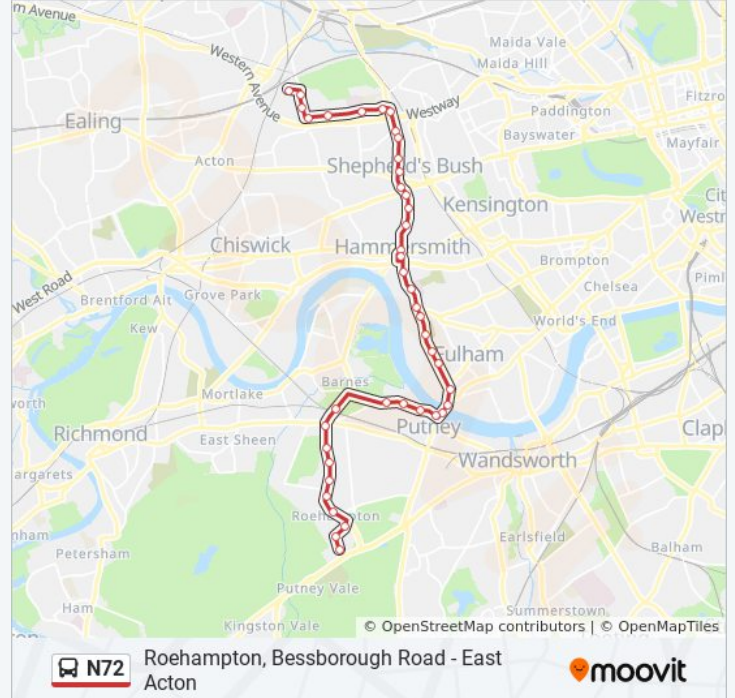 m Avenue
Maida Vale
Maida Hill
Western Avenue
Fitzro
Westway
Paddington
Ealing
Bayswater
Mayfair
Acton
Shepherd's Bush
Kensington
Cit
Westr
Chiswick
Hammersmith
Brompton
West Road
Chelsea
Piml
Brentford Ait
Grove Park
World's End
Kew
Fulham
Barnes
Mortlake
worth
Putney
Clap
Richmond
East Sheen
Wandsworth
argarets
Roehampton
nham
Earlsfield
Petersham
Balham
Putney Vale
Ham
Summerstown
Kingston Vale
© OpenStreetMap contributors | © OpenMapTiles
N72
Roehampton, Bessborough Road - East
Acton
moovit